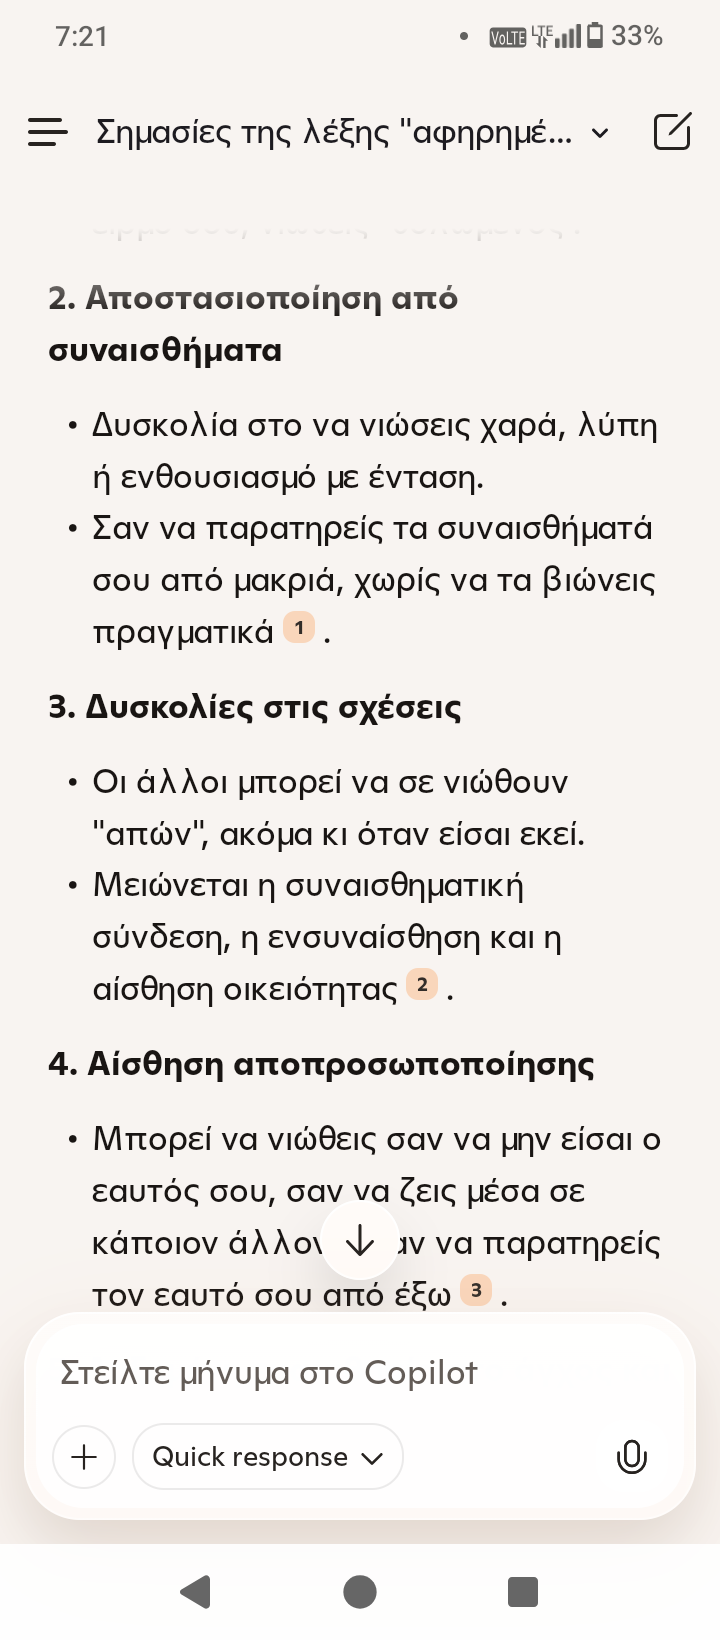 7:21
VoLTE LTE 33%
Σημασίες της λέξης "αφηρημέ...
2. Αποστασιοποίηση από
συναισθήματα
• Δυσκολία στο να νιώσεις χαρά, λύπη
ή ενθουσιασμό με ένταση.
• Σαν να παρατηρείς τα συναισθήματά
σου από μακριά, χωρίς να τα βιώνεις
πραγματικά 1 .
3. Δυσκολίες στις σχέσεις
• Οι άλλοι μπορεί να σε νιώθουν
"απών", ακόμα κι όταν είσαι εκεί.
• Μειώνεται η συναισθηματική
σύνδεση, η ενσυναίσθηση και η
αίσθηση οικειότητας 2 .
4. Αίσθηση αποπροσωποποίησης
• Μπορεί να νιώθεις σαν να μην είσαι ο
εαυτός σου, σαν να ζεις μέσα σε
κάποιον να παρατηρείς
τον εαυτό σου από έξω 3 .
Στείλτε μήνυμα στο Copilot
Quick response